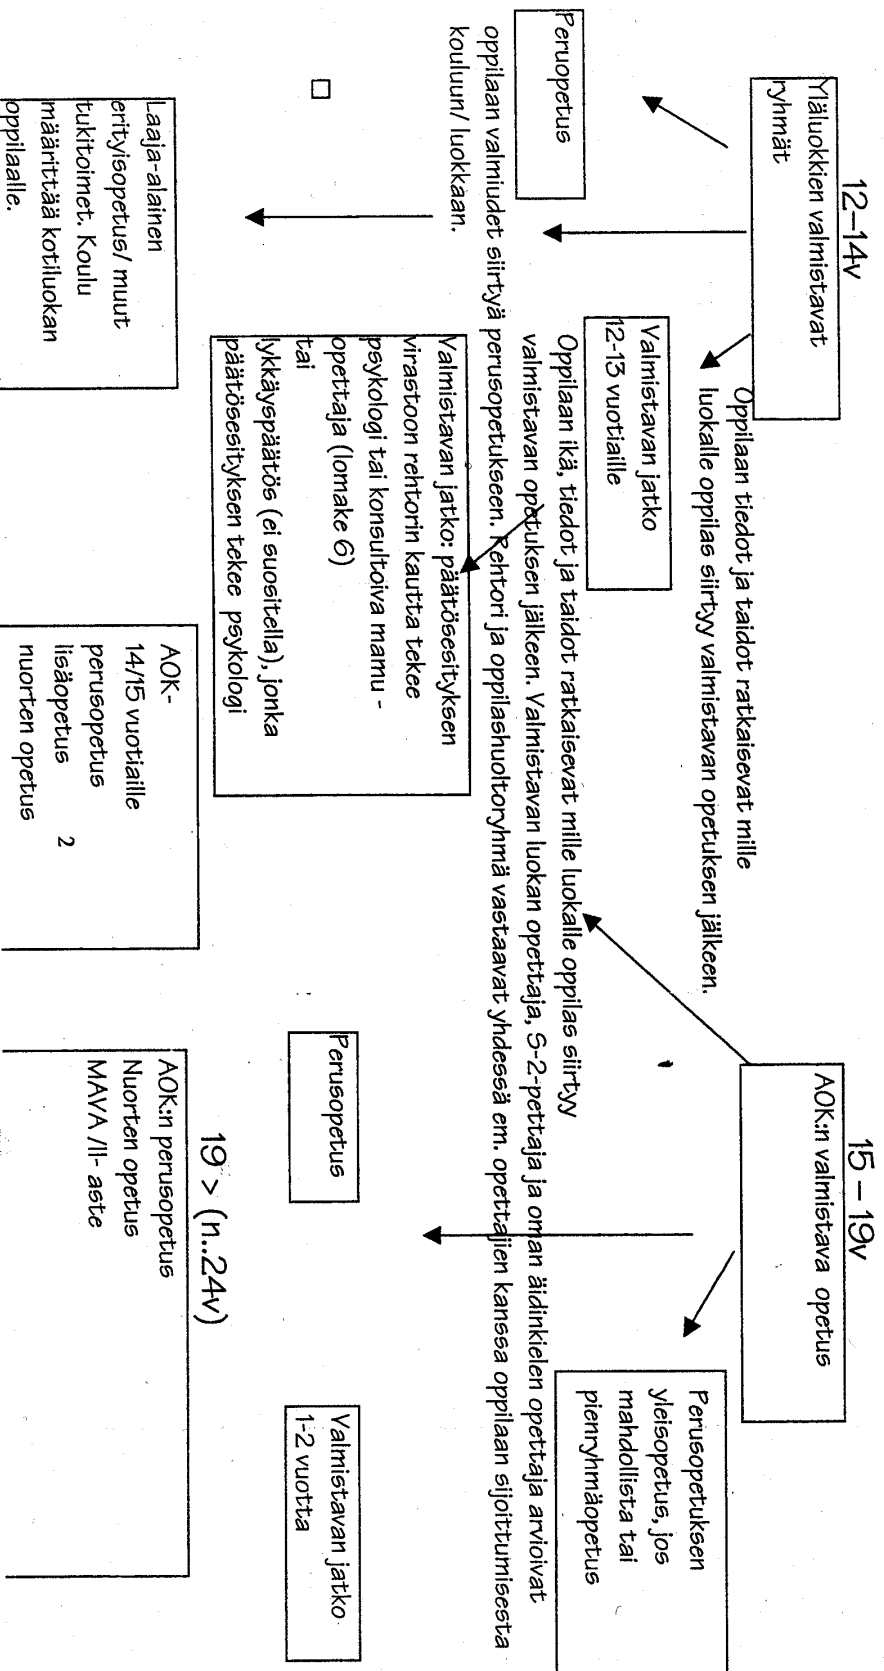 12–14v
Yläluokkien valmistavat
ryhmät
15 – 19v
AOK:n valmistava opetus
Oppilaan tiedot ja taidot ratkaisevat mille
luokalle oppilas siirtyy valmistavan opetuksen jälkeen.
Peruopetus
Valmistavan jatko
12-13 vuotiaille
Perusopetuksen
yleisopetus, jos
mahdollista tai
pienryhmäopetus
Oppilaan ikä, tiedot ja taidot ratkaisevat mille luokalle oppilas siirtyy
valmistavan opetuksen jälkeen. Valmistavan luokan opettaja, S-2-pettaja ja oman äidinkielen opettaja arvioivat
oppilaan valmiudet siirtyä perusopetukseen. Rehtori ja oppilashuoltoryhmä vastaavat yhdessä em. opettajien kanssa oppilaan sijoittumisesta
kouluun/ luokkaan.
Valmistavan jatko: päätösesityksen
virastoon rehtorin kautta tekee
psykologi tai konsultoiva mamu -
opettaja (lomake 6)
tai
lykkäyspäätös (ei suositella), jonka
päätösesityksen tekee psykologi
Perusopetus
Valmistavan jatko
1-2 vuotta
19 > (n..24v)
Laaja-alainen
erityisopetus/ muut
tukitoimet. Koulu
määrittää kotiluokan
oppilaalle.
AOK-
14/15 vuotiaille
perusopetus
lisäopetus 2
nuorten opetus
AOK:n perusopetus
Nuorten opetus
MAVA /II- aste